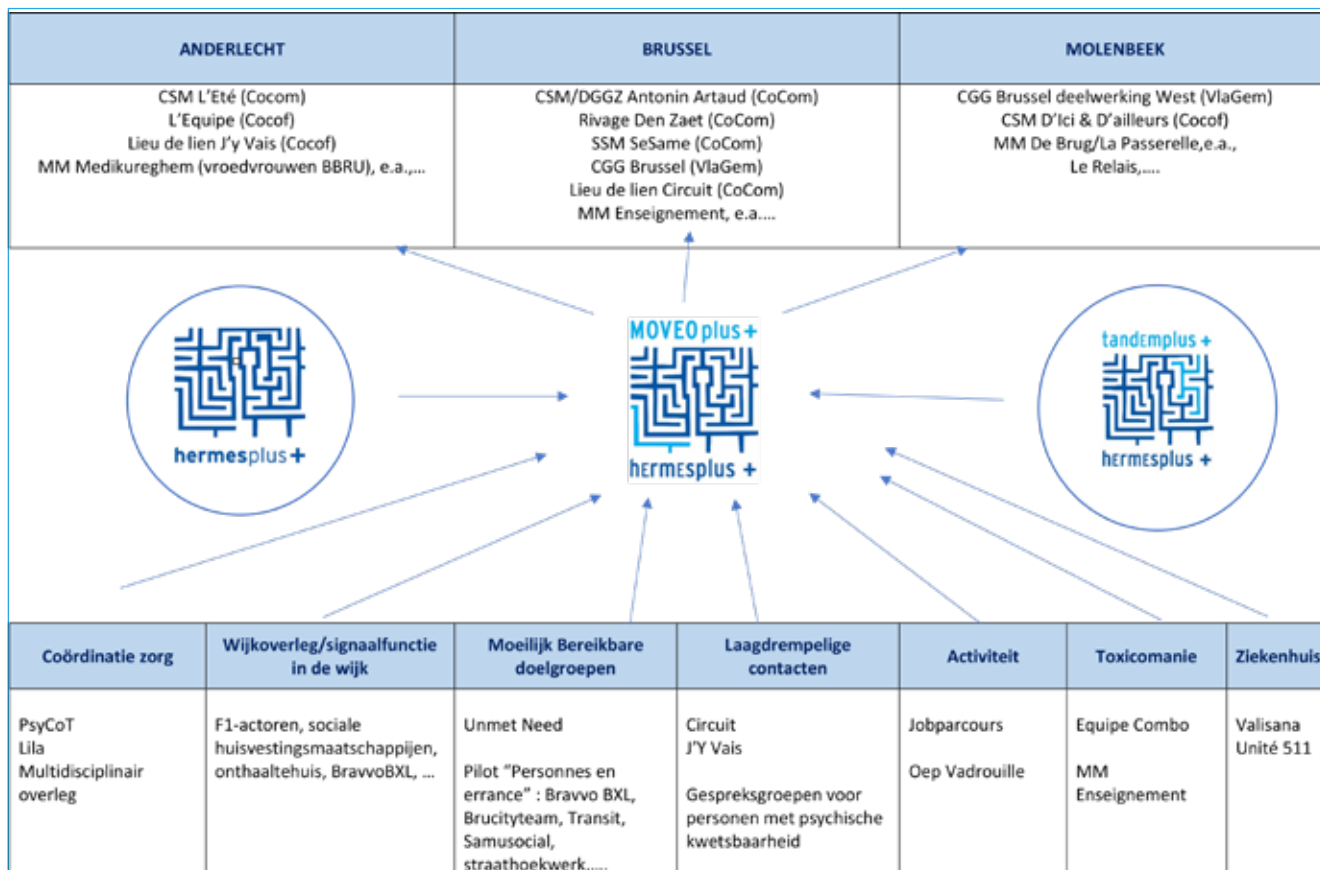 ANDERLECHT
BRUSSEL
MOLENBEEK
CSM L'Eté (Cocom)
L'Equipe (Cocof)
Lieu de lien J'y Vais (Cocof)
MM Medikureghem (vroedvrouwen BBRU), e.a.,...
CSM/DGGZ Antonin Artaud (CoCom)
Rivage Den Zaet (CoCom)
SSM SeSame (CoCom)
CGG Brussel (VlaGem)
Lieu de lien Circuit (CoCom)
MM Enseignement, e.a....
CGG Brussel deelwerking West (VlaGem)
CSM D'Ici & D'ailleurs (Cocof)
MM De Brug/La Passerelle,e.a.,
Le Relais,....
hermesplus +
MOVEO plus +
hermesplus +
tandemplus +
hermesplus +
Coördinatie zorg
Wijkoverleg/signaalfunctie
in de wijk
Moeilijk Bereikbare
doelgroepen
Laagdrempelige
contacten
Activiteit
Toxicomanie
Ziekenhuis
PsyCoT
Lila
Multidisciplinair
overleg
F1-actoren, sociale
huisvestingsmaatschappijen,
onthaaltehuis, BravvoBXL, ...
Unmet Need
Pilot "Personnes en
errance" : Bravvo BXL,
Brucityteam, Transit,
Samusocial,
straathoekwerk.....
Circuit
J'Y Vais
Gespreksgroepen voor
personen met psychische
kwetsbaarheid
Jobparcours
Oep Vadrouille
Equipe Combo
MM
Enseignement
Valisana
Unité 511